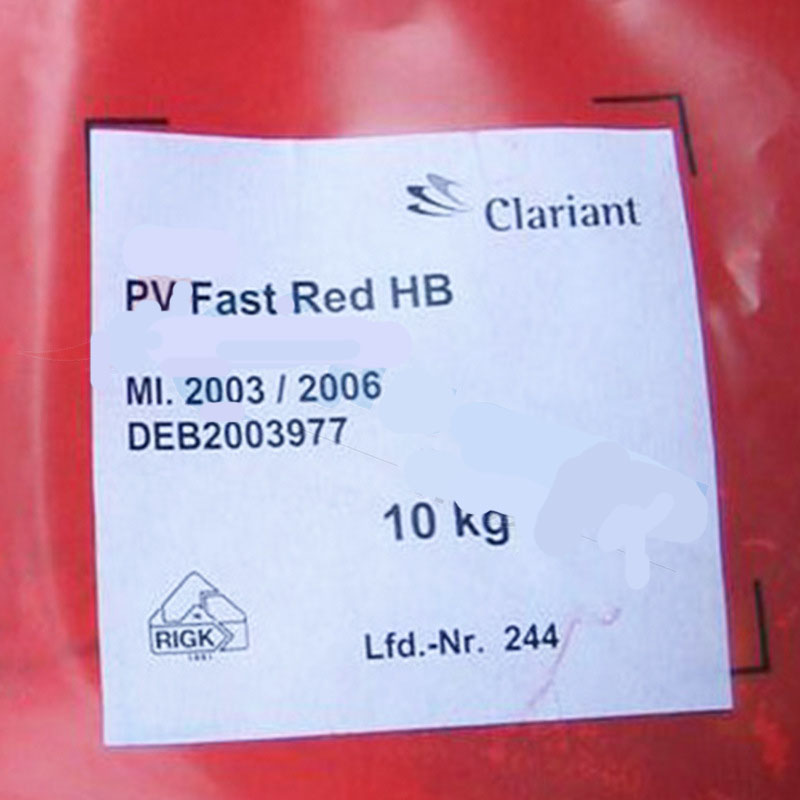 Clariant
PV Fast Red HB
MI. 2003 / 2006
DEB2003977
10 kg
RIGK
Lfd.-Nr. 244